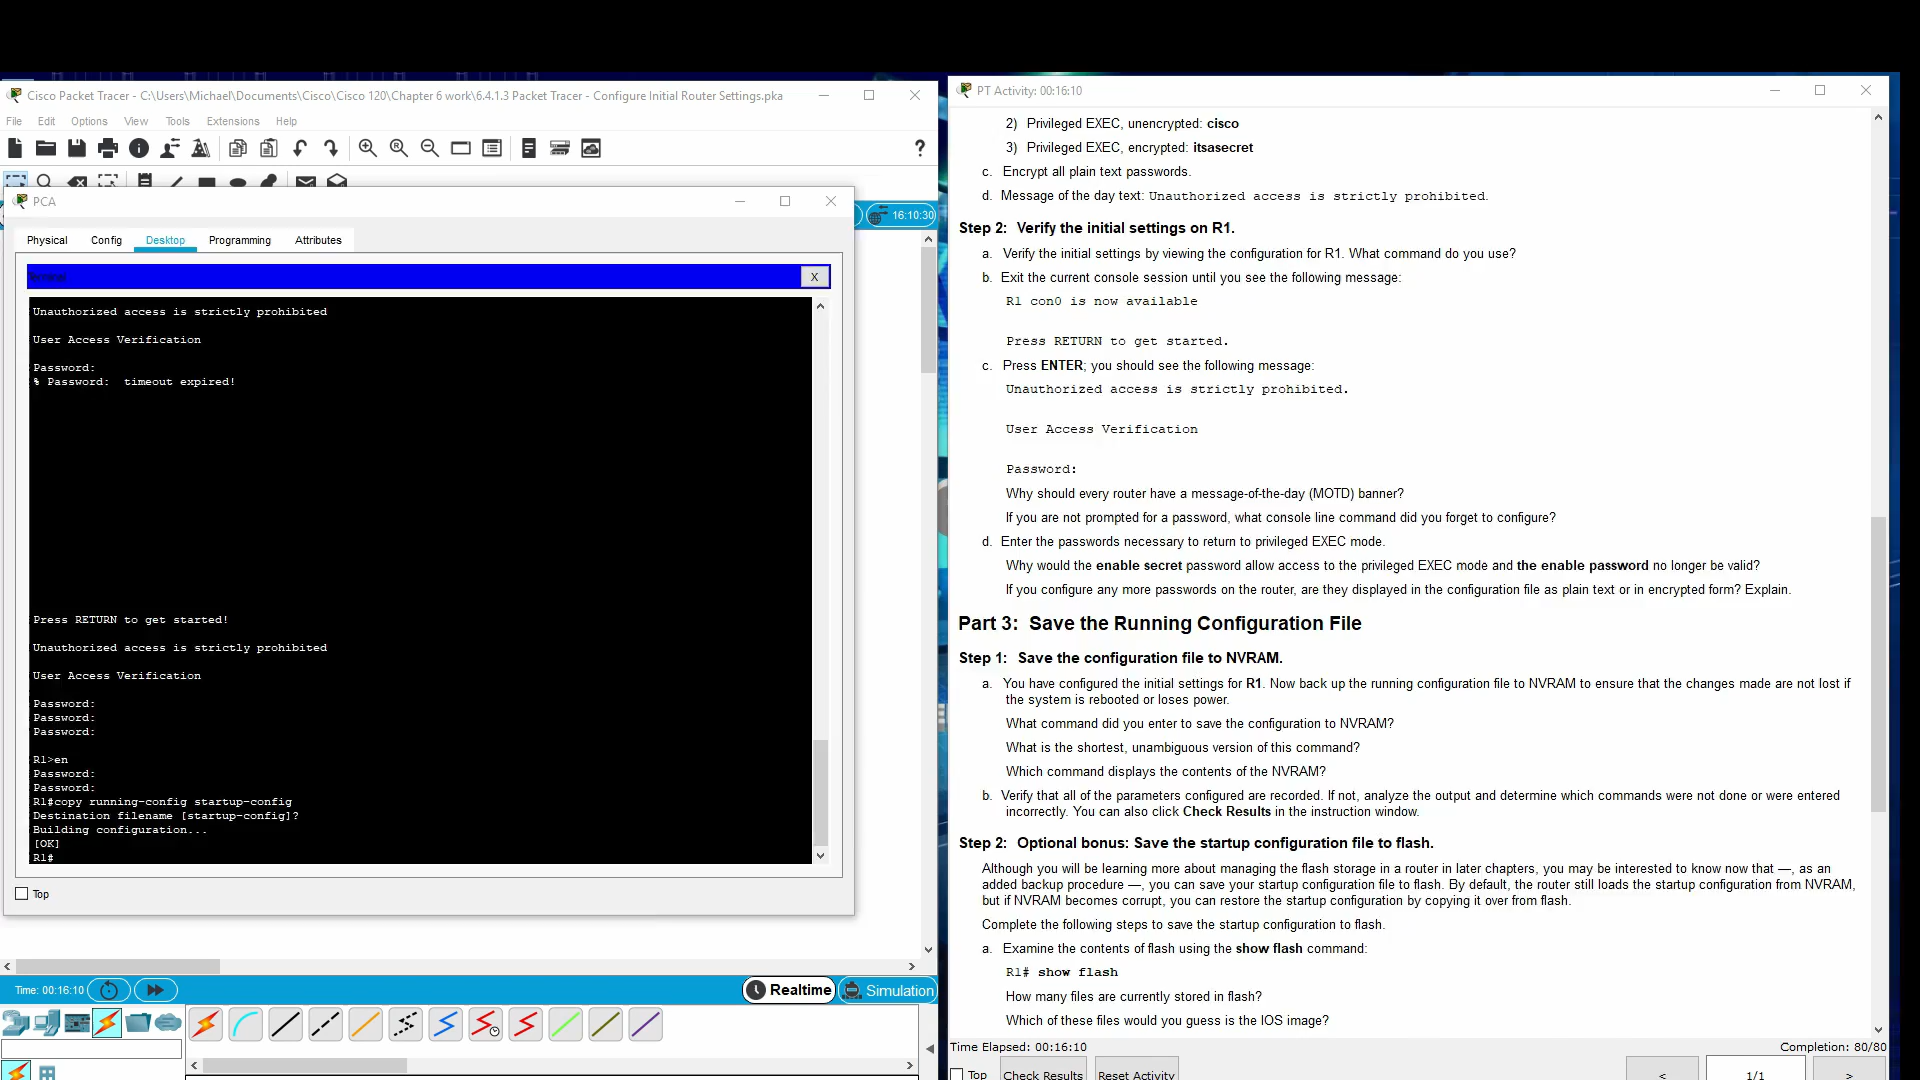 Cisco Packet Tracer - C:\Users\Michael\Documents\Cisco\Cisco 120\Chapter 6 work\6.4.1.3 Packet Tracer - Configure Initial Router Settings.pka
File Edit Options View Tools Extensions Help
PCA
16:10:30
Physical Config Desktop Programming Attributes
Terminal
X
Unauthorized access is strictly prohibited
User Access Verification
Password:
% Password:  timeout expired!
Press RETURN to get started!
Unauthorized access is strictly prohibited
User Access Verification
Password:
Password:
Password:
R1>en
Password:
Password:
R1#copy running-config startup-config
Destination filename [startup-config]?
Building configuration...
[OK]
R1#
Top
Time: 00:16:10
Realtime
Simulation
PT Activity: 00:16:10
2) Privileged EXEC, unencrypted: cisco
3) Privileged EXEC, encrypted: itsasecret
c. Encrypt all plain text passwords.
d. Message of the day text: Unauthorized access is strictly prohibited.
Step 2: Verify the initial settings on R1.
a. Verify the initial settings by viewing the configuration for R1. What command do you use?
b. Exit the current console session until you see the following message:
R1 con0 is now available
Press RETURN to get started.
c. Press ENTER; you should see the following message:
Unauthorized access is strictly prohibited.
User Access Verification
Password:
Why should every router have a message-of-the-day (MOTD) banner?
If you are not prompted for a password, what console line command did you forget to configure?
d. Enter the passwords necessary to return to privileged EXEC mode.
Why would the enable secret password allow access to the privileged EXEC mode and the enable password no longer be valid?
If you configure any more passwords on the router, are they displayed in the configuration file as plain text or in encrypted form? Explain.
Part 3: Save the Running Configuration File
Step 1: Save the configuration file to NVRAM.
a. You have configured the initial settings for R1. Now back up the running configuration file to NVRAM to ensure that the changes made are not lost if
the system is rebooted or loses power.
What command did you enter to save the configuration to NVRAM?
What is the shortest, unambiguous version of this command?
Which command displays the contents of the NVRAM?
b. Verify that all of the parameters configured are recorded. If not, analyze the output and determine which commands were not done or were entered
incorrectly. You can also click Check Results in the instruction window.
Step 2: Optional bonus: Save the startup configuration file to flash.
Although you will be learning more about managing the flash storage in a router in later chapters, you may be interested to know now that —, as an
added backup procedure —, you can save your startup configuration file to flash. By default, the router still loads the startup configuration from NVRAM,
but if NVRAM becomes corrupt, you can restore the startup configuration by copying it over from flash.
Complete the following steps to save the startup configuration to flash.
a. Examine the contents of flash using the show flash command:
R1# show flash
How many files are currently stored in flash?
Which of these files would you guess is the IOS image?
Time Elapsed: 00:16:10
Completion: 80/80
Top
Check Results
Reset Activity
<
1/1
>